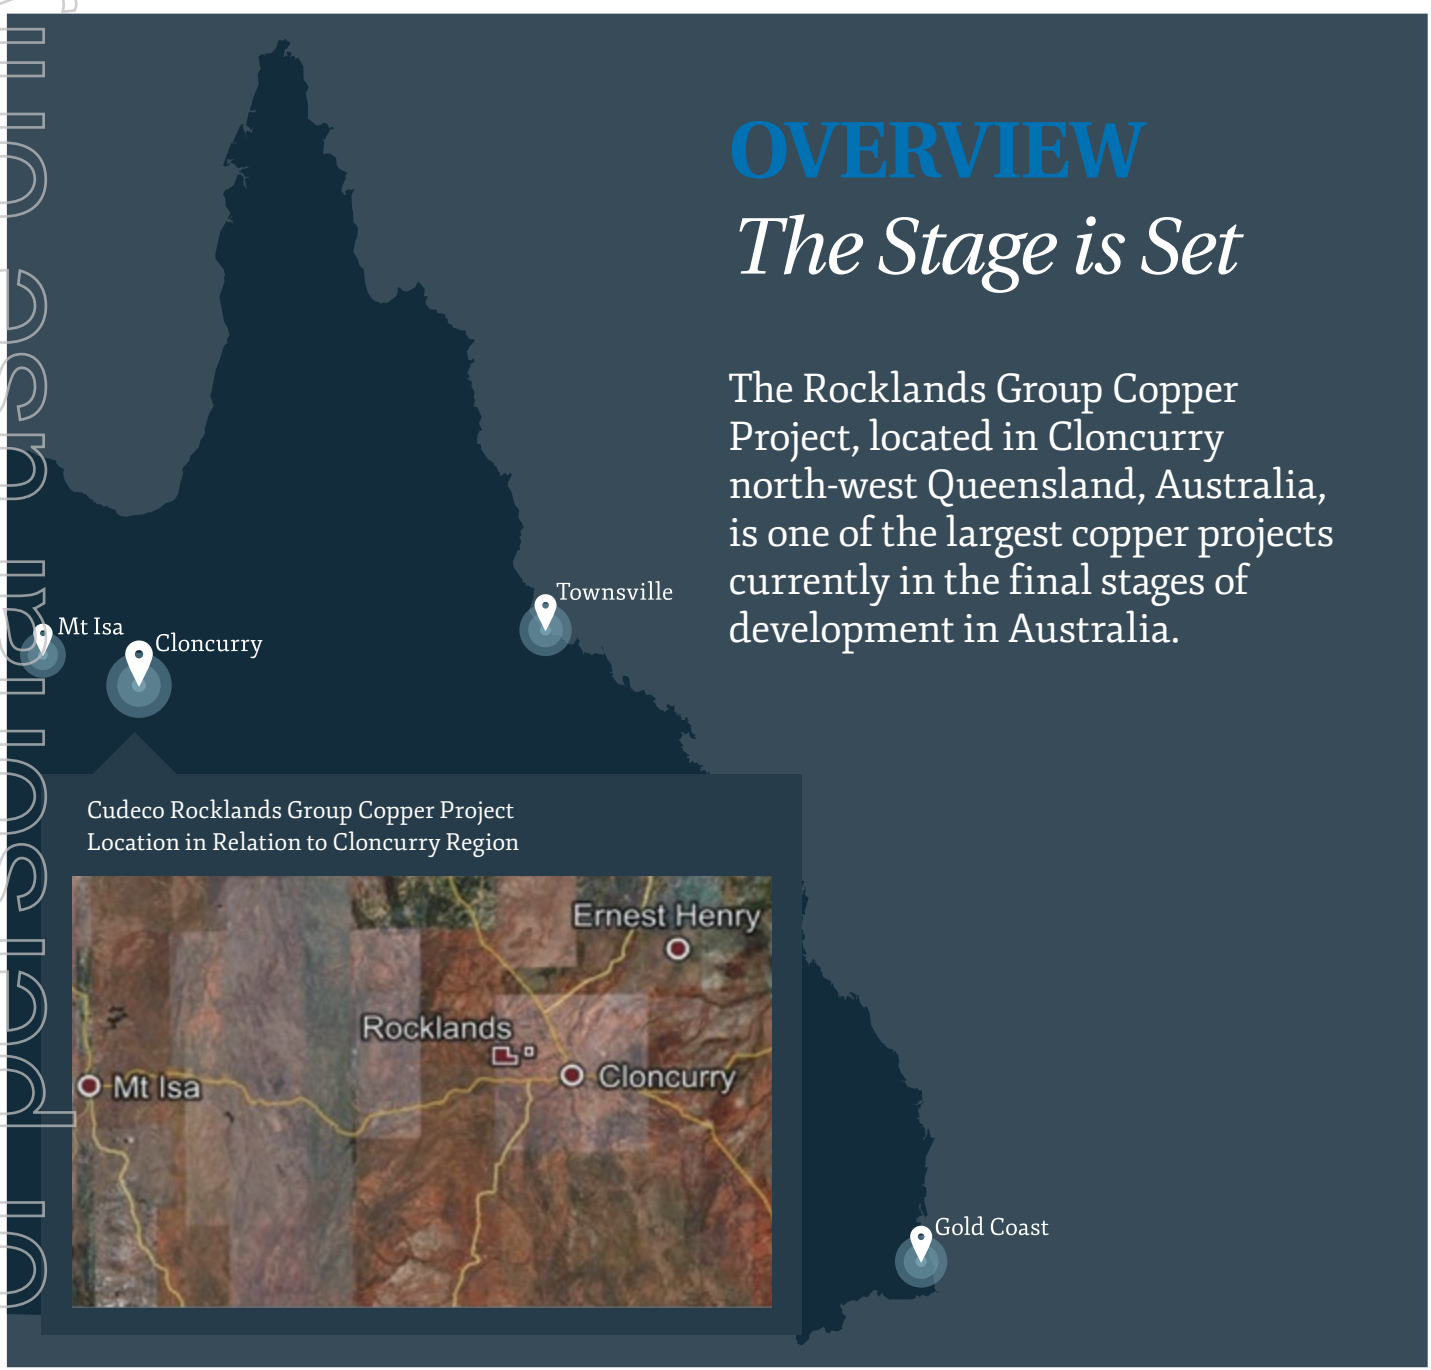 OVERVIEW
The Stage is Set
The Rocklands Group Copper
Project, located in Cloncurry
north-west Queensland, Australia,
is one of the largest copper projects
currently in the final stages of
development in Australia.
Townsville
Mt Isa
Cloncurry
Cudeco Rocklands Group Copper Project
Location in Relation to Cloncurry Region
Ernest Henry
Rocklands
Cloncurry
Mt Isa
Gold Coast
personal use